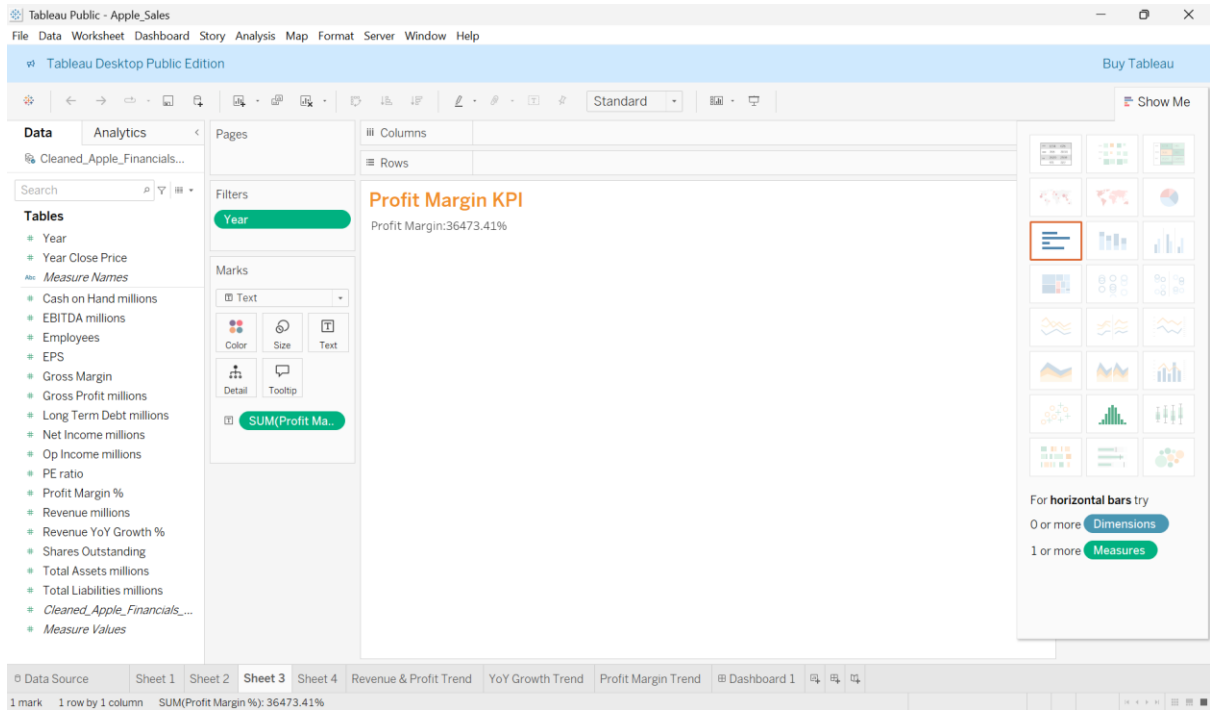 Tableau Public - Apple_Sales
File Data Worksheet Dashboard Story Analysis Map Format Server Window Help
Tableau Desktop Public Edition
Buy Tableau
Standard
Show Me
Data Analytics
Cleaned_Apple_Financials...
Search
Tables
# Year
# Year Close Price
Abc Measure Names
# Cash on Hand millions
# EBITDA millions
# Employees
# EPS
# Gross Margin
# Gross Profit millions
# Long Term Debt millions
# Net Income millions
# Op Income millions
# PE ratio
# Profit Margin %
# Revenue millions
# Revenue YoY Growth %
# Shares Outstanding
# Total Assets millions
# Total Liabilities millions
# Cleaned_Apple_Financials_...
# Measure Values
Pages
Filters
Year
Marks
T Text
Color Size Text
Detail Tooltip
SUM(Profit Ma..
Columns
Rows
Profit Margin KPI
Profit Margin:36473.41%
For horizontal bars try
0 or more Dimensions
1 or more Measures
Data Source Sheet 1 Sheet 2 Sheet 3 Sheet 4 Revenue & Profit Trend YoY Growth Trend Profit Margin Trend Dashboard 1
1 mark 1 row by 1 column SUM(Profit Margin %): 36473.41%